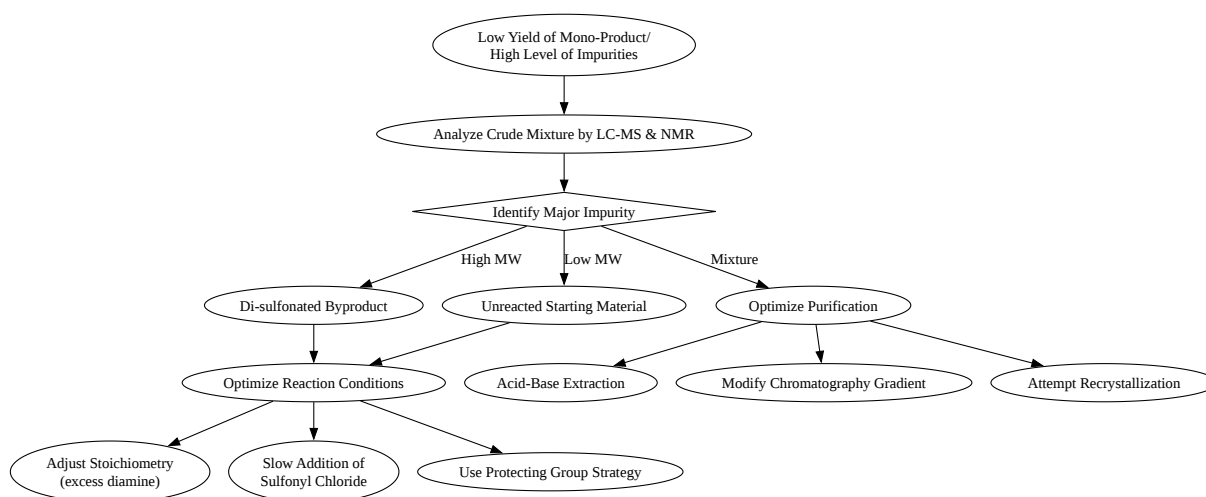 Low Yield of Mono-Product/
High Level of Impurities
Analyze Crude Mixture by LC-MS & NMR
Identify Major Impurity
High MW
Low MW
Mixture
Di-sulfonated Byproduct
Unreacted Starting Material
Optimize Purification
Optimize Reaction Conditions
Acid-Base Extraction
Modify Chromatography Gradient
Attempt Recrystallization
Adjust Stoichiometry
(excess diamine)
Slow Addition of
Sulfonyl Chloride
Use Protecting Group Strategy